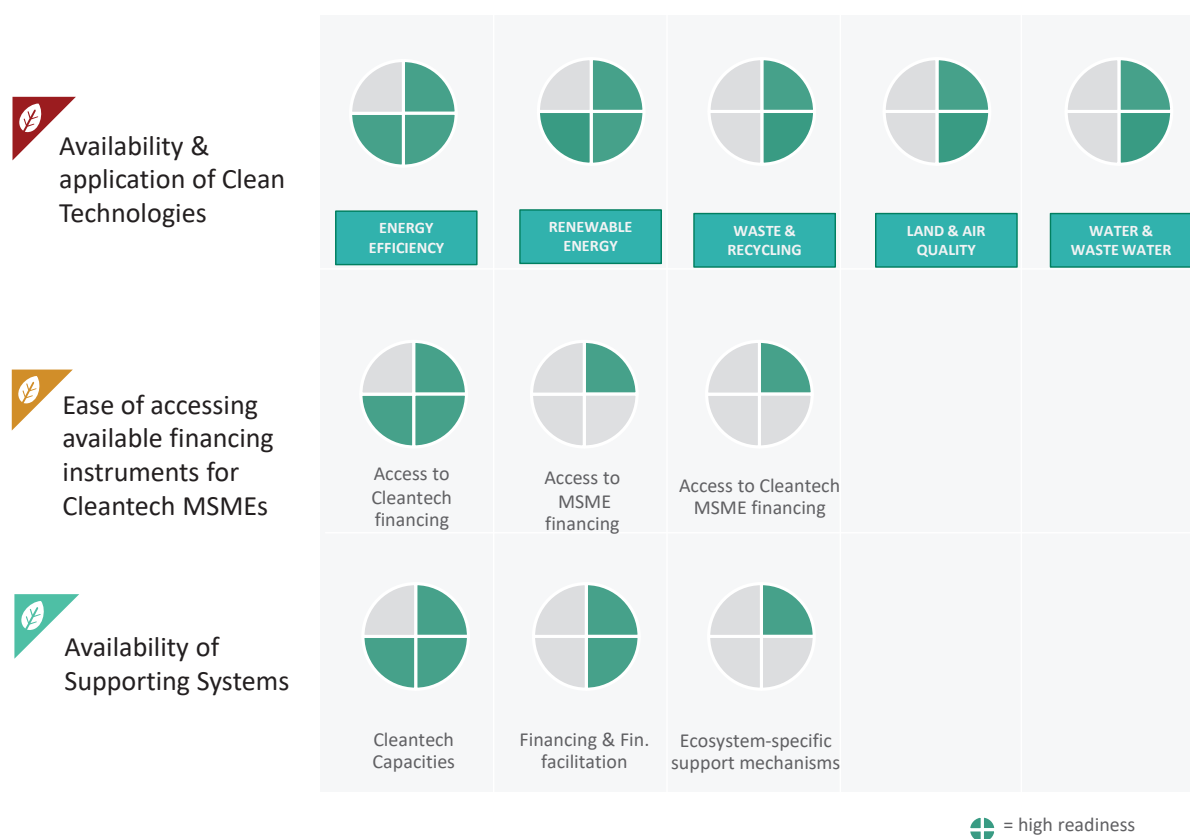 Availability &
application of Clean
Technologies
ENERGY
EFFICIENCY
RENEWABLE
ENERGY
WASTE &
RECYCLING
LAND & AIR
QUALITY
WATER &
WASTE WATER
Ease of accessing
available financing
instruments for
Cleantech MSMEs
Access to
Cleantech
financing
Access to
MSME
financing
Access to Cleantech
MSME financing
Availability of
Supporting Systems
Cleantech
Capacities
Financing & Fin.
facilitation
Ecosystem-specific
support mechanisms
= high readiness